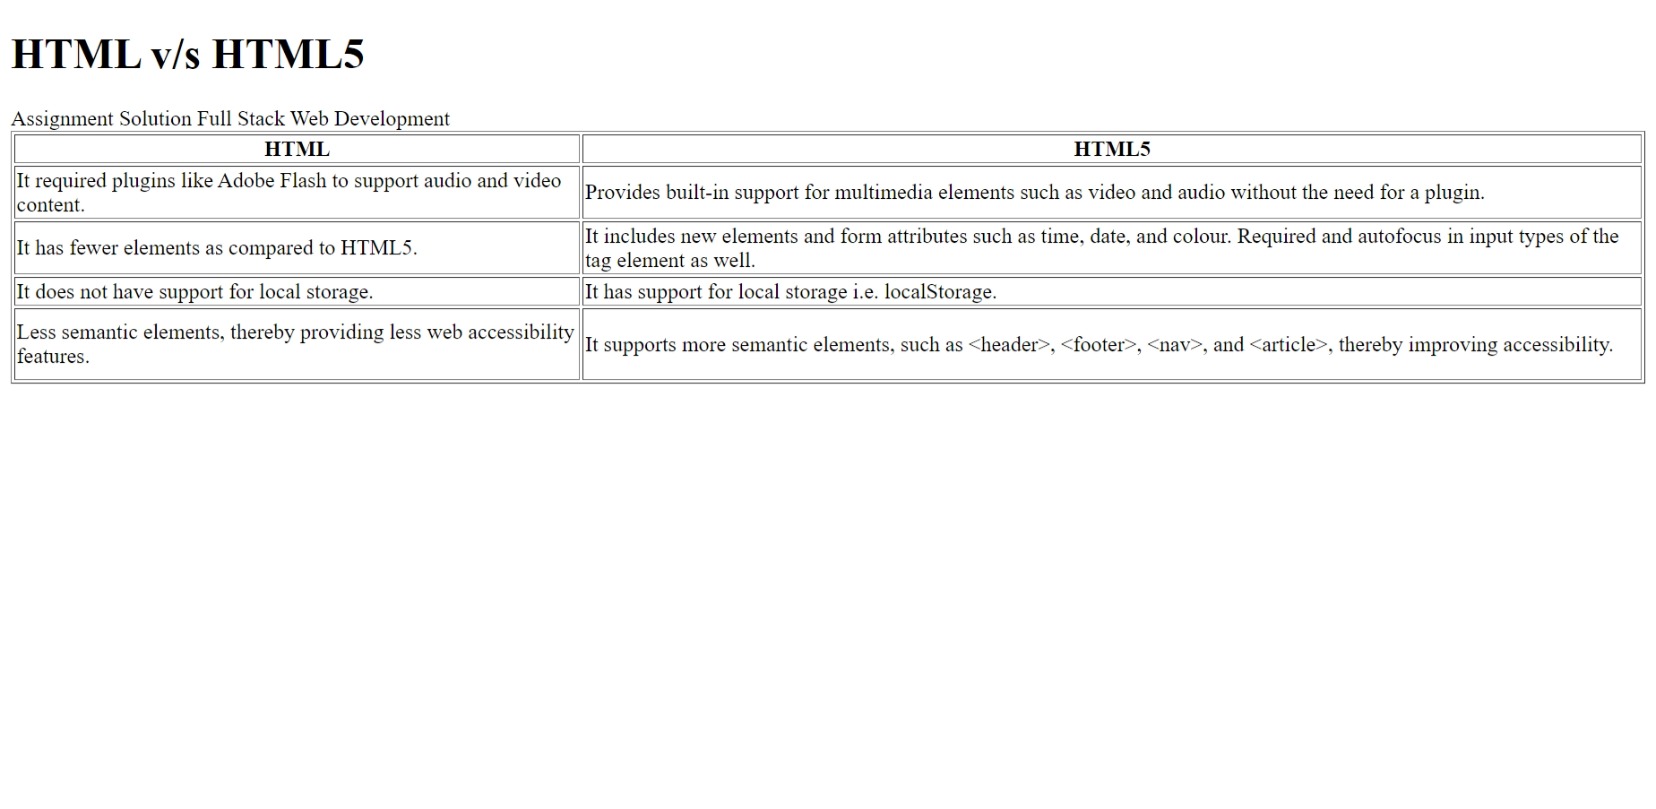 HTML v/s HTML5
Assignment Solution Full Stack Web Development
HTML
HTML5
It required plugins like Adobe Flash to support audio and video
content.
Provides built-in support for multimedia elements such as video and audio without the need for a plugin.
It has fewer elements as compared to HTML5.
It includes new elements and form attributes such as time, date, and colour. Required and autofocus in input types of the
tag element as well.
It does not have support for local storage.
It has support for local storage i.e. localStorage.
Less semantic elements, thereby providing less web accessibility
features.
It supports more semantic elements, such as <header>, <footer>, <nav>, and <article>, thereby improving accessibility.